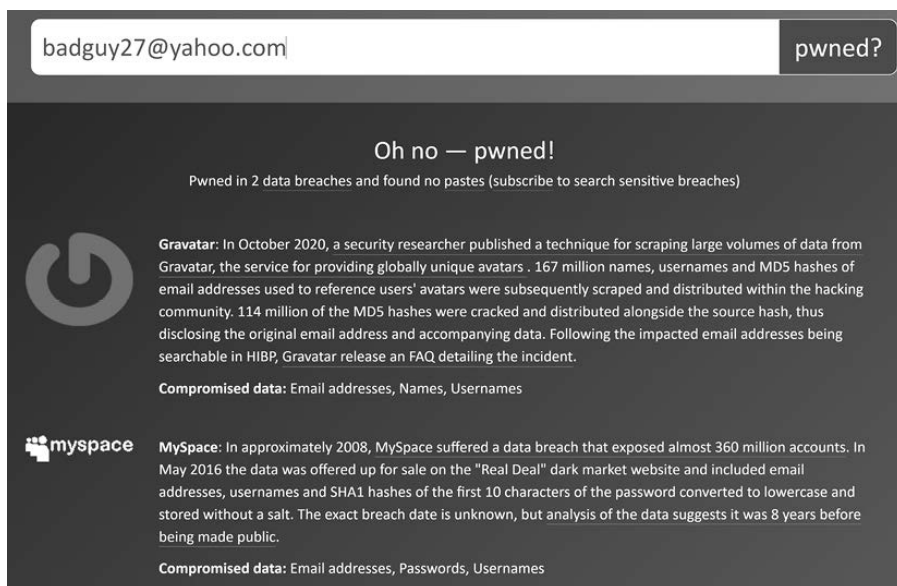 badguy27@yahoo.com
pwned?
Oh no — pwned!
Pwned in 2 data breaches and found no pastes (subscribe to search sensitive breaches)
Gravatar: In October 2020, a security researcher published a technique for scraping large volumes of data from
Gravatar, the service for providing globally unique avatars . 167 million names, usernames and MD5 hashes of
email addresses used to reference users' avatars were subsequently scraped and distributed within the hacking
community. 114 million of the MD5 hashes were cracked and distributed alongside the source hash, thus
disclosing the original email address and accompanying data. Following the impacted email addresses being
searchable in HIBP, Gravatar release an FAQ detailing the incident.
Compromised data: Email addresses, Names, Usernames
myspace
MySpace: In approximately 2008, MySpace suffered a data breach that exposed almost 360 million accounts. In
May 2016 the data was offered up for sale on the "Real Deal" dark market website and included email
addresses, usernames and SHA1 hashes of the first 10 characters of the password converted to lowercase and
stored without a salt. The exact breach date is unknown, but analysis of the data suggests it was 8 years before
being made public.
Compromised data: Email addresses, Passwords, Usernames